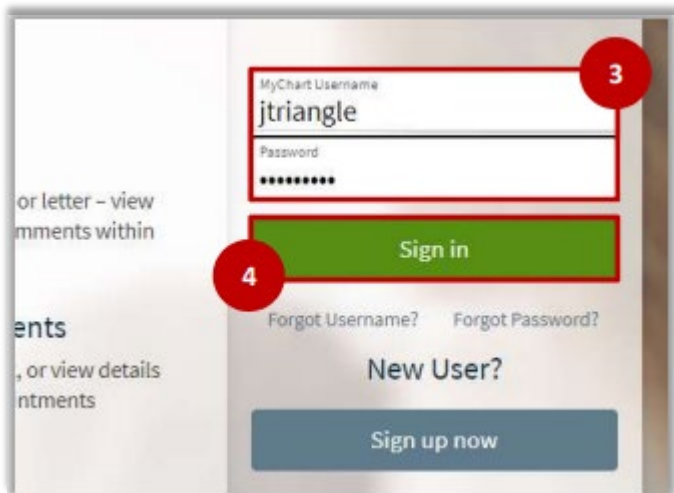 3
MyChart Username
jtriangle
Password
•••••••••
or letter – view
mments within
Sign in
4
Forgot Username? Forgot Password?
ents
, or view details
ntments
New User?
Sign up now